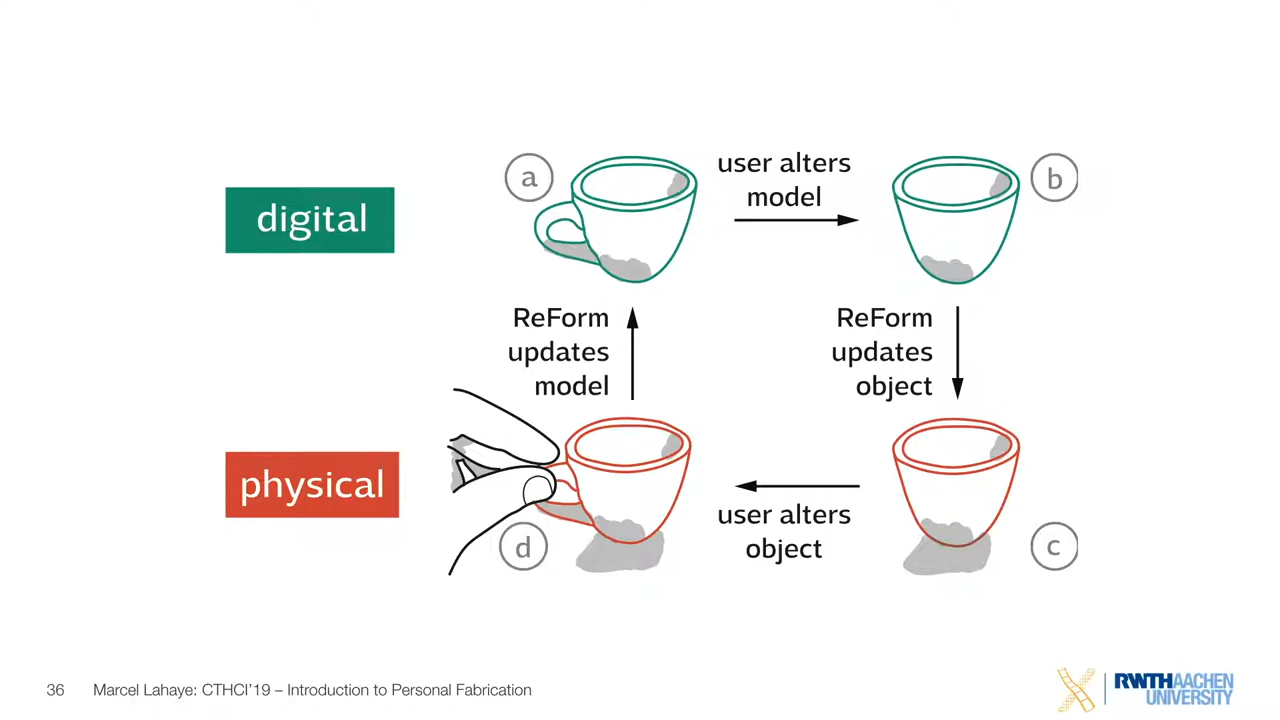 digital
a
user alters
model
b
ReForm
updates
model
ReForm
updates
object
physical
d
user alters
object
c
36 Marcel Lahaye: CTHCI'19 – Introduction to Personal Fabrication
RWTHAACHEN
UNIVERSITY